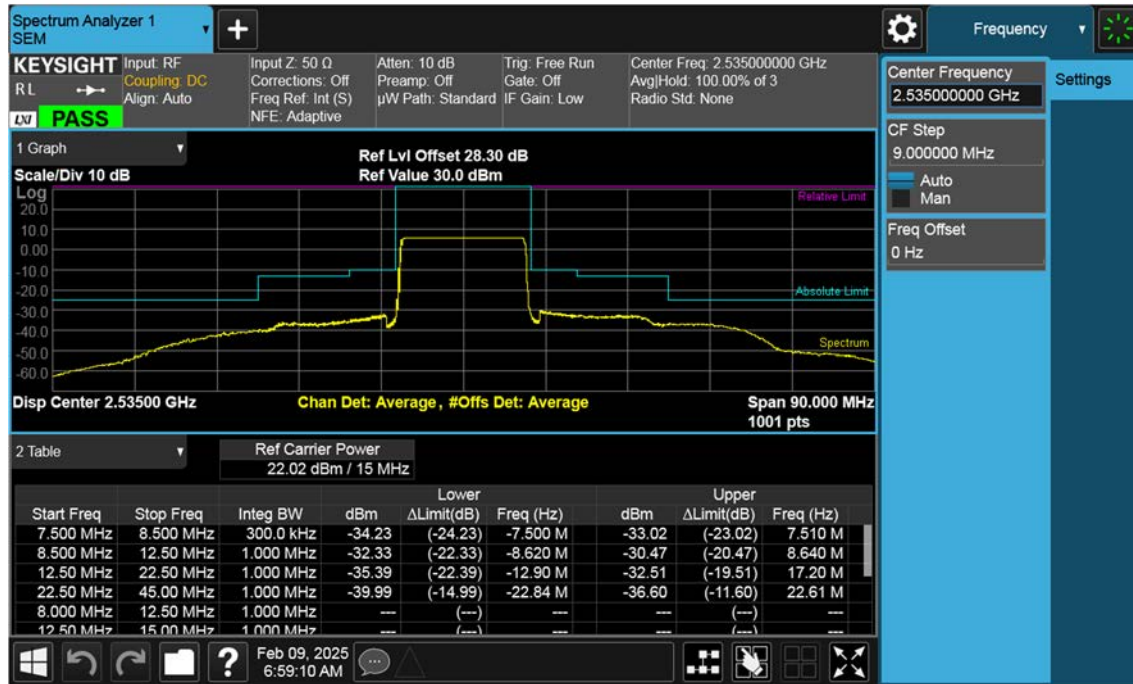 Spectrum Analyzer 1
SEM
+
Frequency
KEYSIGHT
RL
LXI PASS
Input: RF
Coupling: DC
Align: Auto
Input Z: 50 Ω
Corrections: Off
Freq Ref: Int (S)
NFE: Adaptive
Atten: 10 dB
Preamp: Off
µW Path: Standard
Trig: Free Run
Gate: Off
IF Gain: Low
Center Freq: 2.535000000 GHz
Avg|Hold: 100.00% of 3
Radio Std: None
Center Frequency
2.535000000 GHz
Settings
CF Step
9.000000 MHz
Auto
Man
Freq Offset
0 Hz
1 Graph
Scale/Div 10 dB
Ref Lvl Offset 28.30 dB
Ref Value 30.0 dBm
Log
20.0
10.0
0.00
-10.0
-20.0
-30.0
-40.0
-50.0
-60.0
Relative Limit
Absolute Limit
Spectrum
Disp Center 2.53500 GHz
Chan Det: Average, #Offs Det: Average
Span 90.000 MHz
1001 pts
2 Table
Ref Carrier Power
22.02 dBm / 15 MHz
Lower Upper
Start Freq Stop Freq Integ BW dBm ΔLimit(dB) Freq (Hz) dBm ΔLimit(dB) Freq (Hz)
7.500 MHz 8.500 MHz 300.0 kHz -34.23 (-24.23) -7.500 M -33.02 (-23.02) 7.510 M
8.500 MHz 12.50 MHz 1.000 MHz -32.33 (-22.33) -8.620 M -30.47 (-20.47) 8.640 M
12.50 MHz 22.50 MHz 1.000 MHz -35.39 (-22.39) -12.90 M -32.51 (-19.51) 17.20 M
22.50 MHz 45.00 MHz 1.000 MHz -39.99 (-14.99) -22.84 M -36.60 (-11.60) 22.61 M
8.000 MHz 12.50 MHz 1.000 MHz --- (---) --- --- (---) ---
12.50 MHz 15.00 MHz 1.000 MHz --- (---) --- --- (---) ---
?
Feb 09, 2025
6:59:10 AM